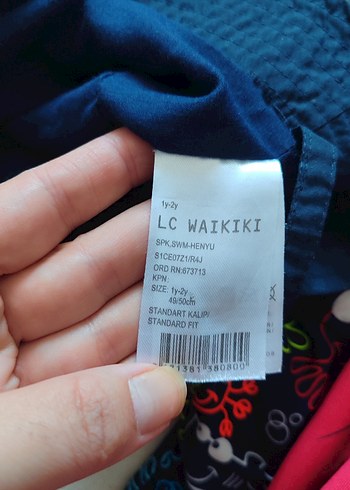 1y-2y
LC WAIKIKI
SPK.SWM-HENYU
S1CE07Z1/R4J
ORD RN:673713
KPN:
SIZE: 1y-2y
49/50cm
STANDART KALIP/
STANDARD FIT